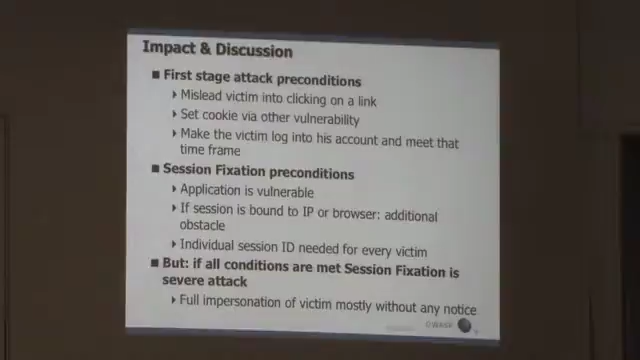 Impact & Discussion
First stage attack preconditions
Mislead victim into clicking on a link
Set cookie via other vulnerability
Make the victim log into his account and meet that
time frame
Session Fixation preconditions
Application is vulnerable
If session is bound to IP or browser: additional
obstacle
Individual session ID needed for every victim
But: if all conditions are met Session Fixation is
severe attack
Full impersonation of victim mostly without any notice
OWASP